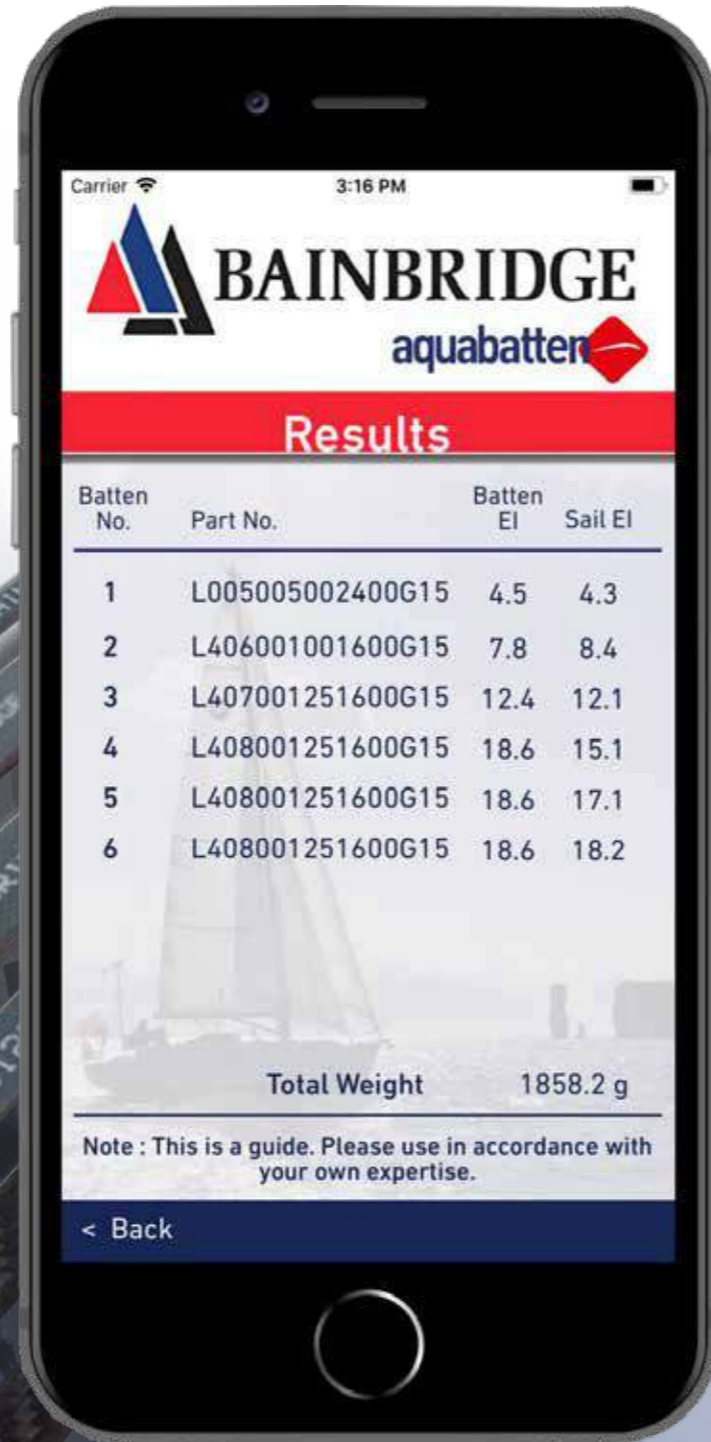 Carrier 3:16 PM
BAINBRIDGE
aquabatten
Results
Batten No. Part No. Batten EI Sail EI
1 L005005002400G15 4.5 4.3
2 L406001001600G15 7.8 8.4
3 L407001251600G15 12.4 12.1
4 L408001251600G15 18.6 15.1
5 L408001251600G15 18.6 17.1
6 L408001251600G15 18.6 18.2
Total Weight 1858.2 g
Note : This is a guide. Please use in accordance with
your own expertise.
< Back